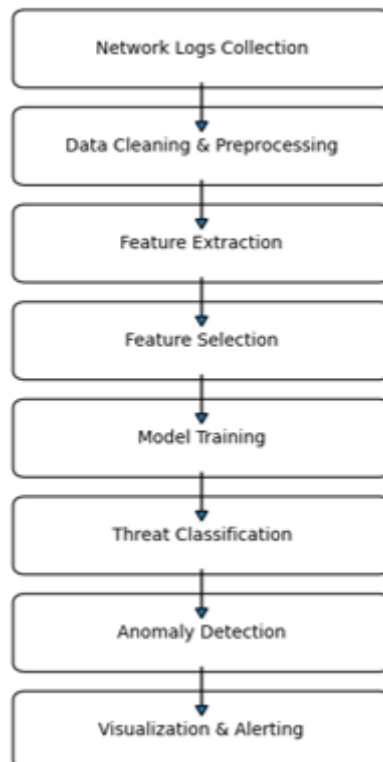 Network Logs Collection
Data Cleaning & Preprocessing
Feature Extraction
Feature Selection
Model Training
Threat Classification
Anomaly Detection
Visualization & Alerting